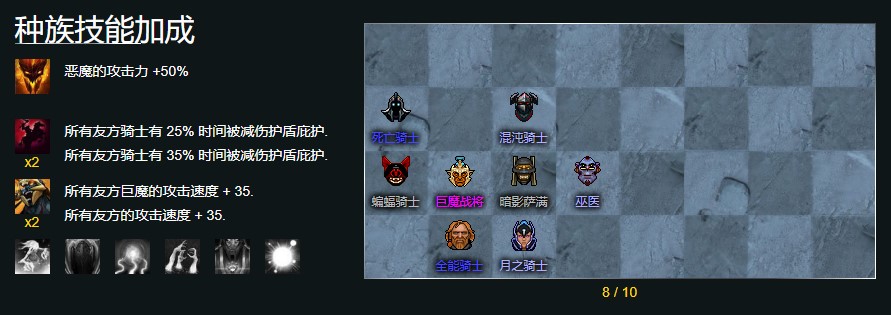 种族技能加成
恶魔的攻击力 +50%
所有友方骑士有 25% 时间被减伤护盾庇护.
x2
所有友方骑士有 35% 时间被减伤护盾庇护.
所有友方巨魔的攻击速度 + 35.
x2
所有友方的攻击速度 + 35.
死亡骑士
混沌骑士
蝙蝠骑士
巨魔战将
暗影萨满
巫医
全能骑士
月之骑士
8 / 10